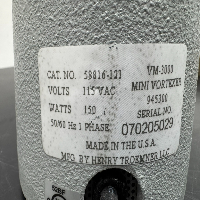 CAT. NO. 58816-121 VM-3000
VOLTS 115 VAC MINI VORTEXER
WATTS 150 945300
50/60 Hz 1 PHASE SERIAL NO.
070205029
MADE IN THE U.S.A.
MFG. BY HENRY TROEMNER LLC